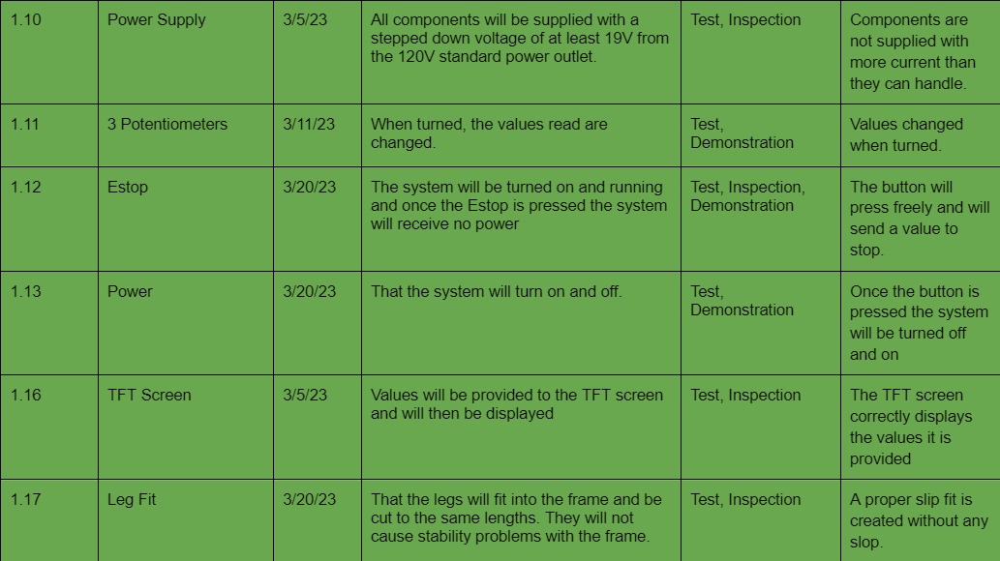 1.10
Power Supply
3/5/23
All components will be supplied with a
stepped down voltage of at least 19V from
the 120V standard power outlet.
Test, Inspection
Components are
not supplied with
more current than
they can handle.
1.11
3 Potentiometers
3/11/23
When turned, the values read are
changed.
Test,
Demonstration
Values changed
when turned.
1.12
Estop
3/20/23
The system will be turned on and running
and once the Estop is pressed the system
will receive no power
Test, Inspection,
Demonstration
The button will
press freely and will
send a value to
stop.
1.13
Power
3/20/23
That the system will turn on and off.
Test,
Demonstration
Once the button is
pressed the system
will be turned off
and on
1.16
TFT Screen
3/5/23
Values will be provided to the TFT screen
and will then be displayed
Test, Inspection
The TFT screen
correctly displays
the values it is
provided
1.17
Leg Fit
3/20/23
That the legs will fit into the frame and be
cut to the same lengths. They will not
cause stability problems with the frame.
Test, Inspection
A proper slip fit is
created without any
slop.